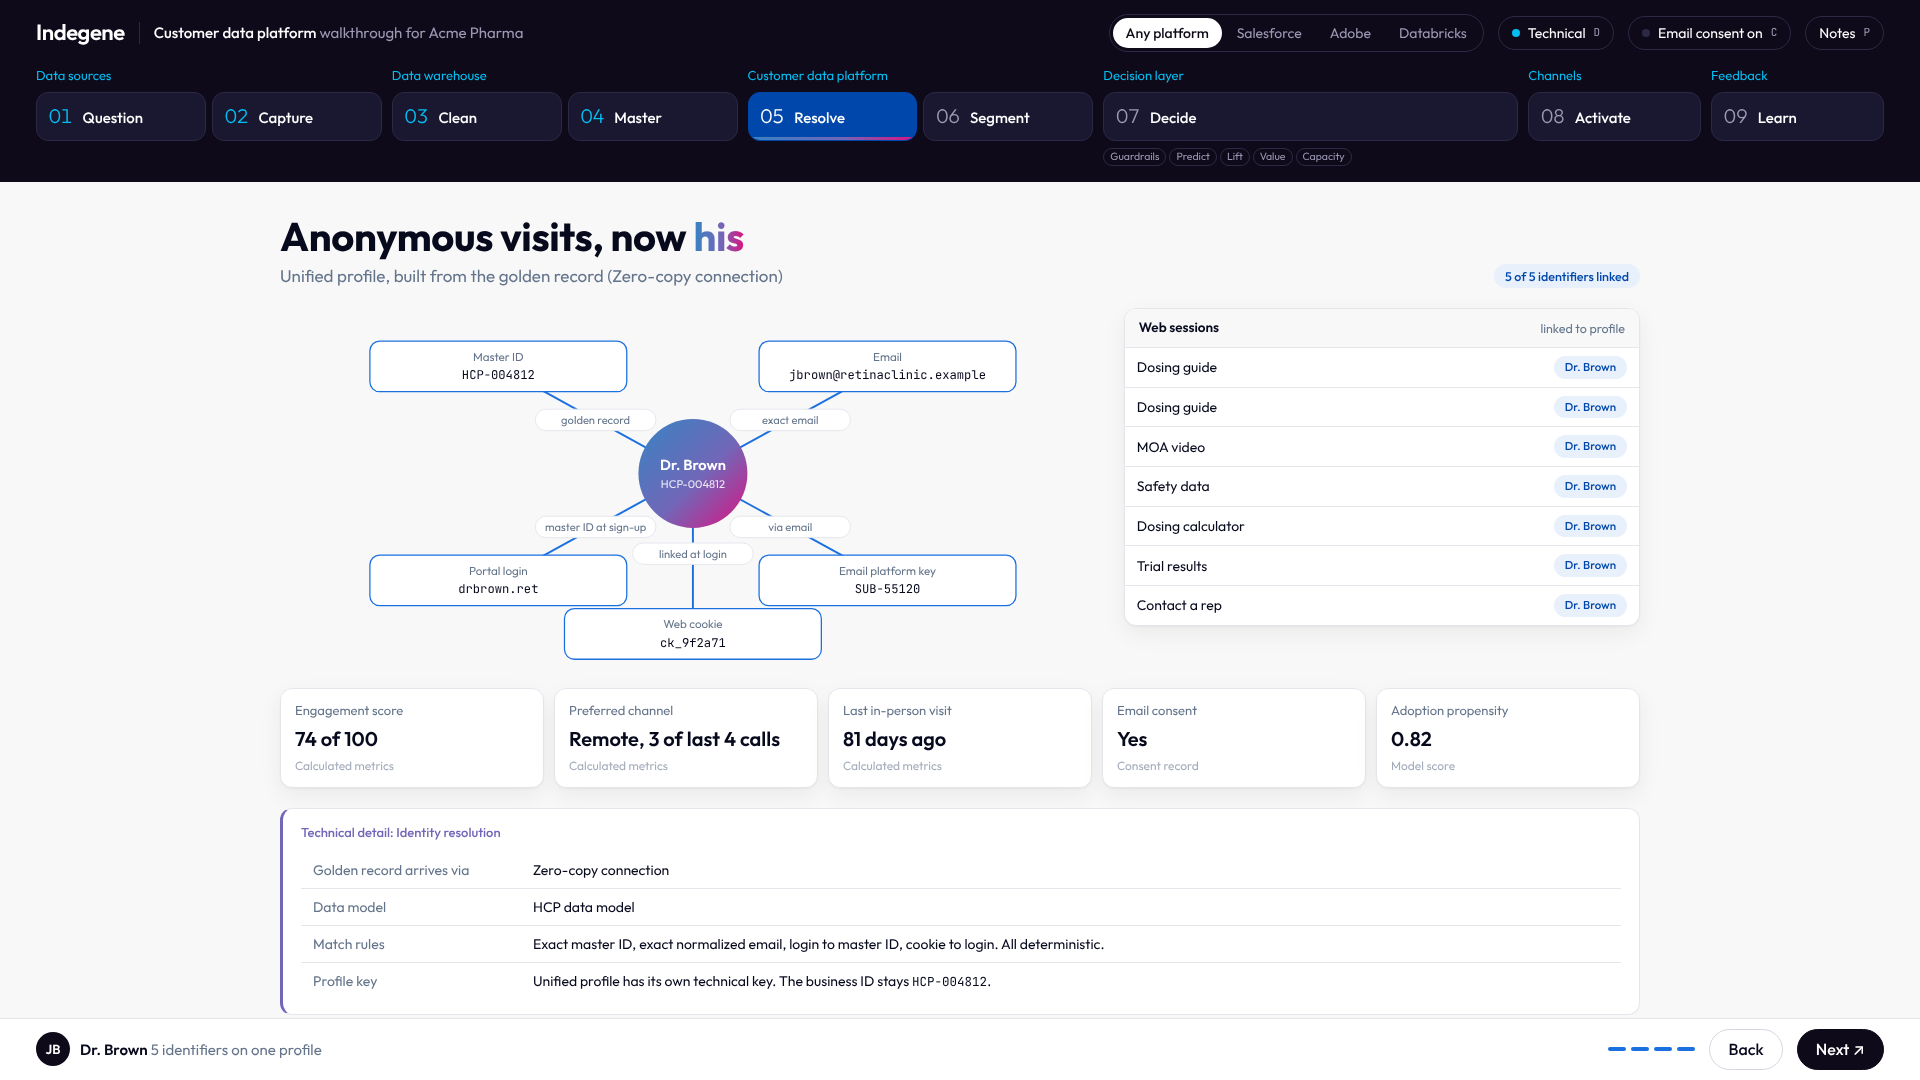 Indegene
Customer data platform walkthrough for Acme Pharma
Any platform
Salesforce
Adobe
Databricks
Technical D
Email consent on C
Notes P
Data sources
Data warehouse
Customer data platform
Decision layer
Channels
Feedback
01 Question
02 Capture
03 Clean
04 Master
05 Resolve
06 Segment
07 Decide
08 Activate
09 Learn
Guardrails
Predict
Lift
Value
Capacity
Anonymous visits, now his
Unified profile, built from the golden record (Zero-copy connection)
5 of 5 identifiers linked
Master ID
HCP-004812
Email
jbrown@retinaclinic.example
golden record
exact email
Dr. Brown
HCP-004812
master ID at sign-up
via email
linked at login
Portal login
drbrown.ret
Email platform key
SUB-55120
Web cookie
ck_9f2a71
Web sessions
linked to profile
Dosing guide
Dr. Brown
Dosing guide
Dr. Brown
MOA video
Dr. Brown
Safety data
Dr. Brown
Dosing calculator
Dr. Brown
Trial results
Dr. Brown
Contact a rep
Dr. Brown
Engagement score
74 of 100
Calculated metrics
Preferred channel
Remote, 3 of last 4 calls
Calculated metrics
Last in-person visit
81 days ago
Calculated metrics
Email consent
Yes
Consent record
Adoption propensity
0.82
Model score
Technical detail: Identity resolution
Golden record arrives via
Zero-copy connection
Data model
HCP data model
Match rules
Exact master ID, exact normalized email, login to master ID, cookie to login. All deterministic.
Profile key
Unified profile has its own technical key. The business ID stays HCP-004812.
JB
Dr. Brown 5 identifiers on one profile
Back
Next ↗